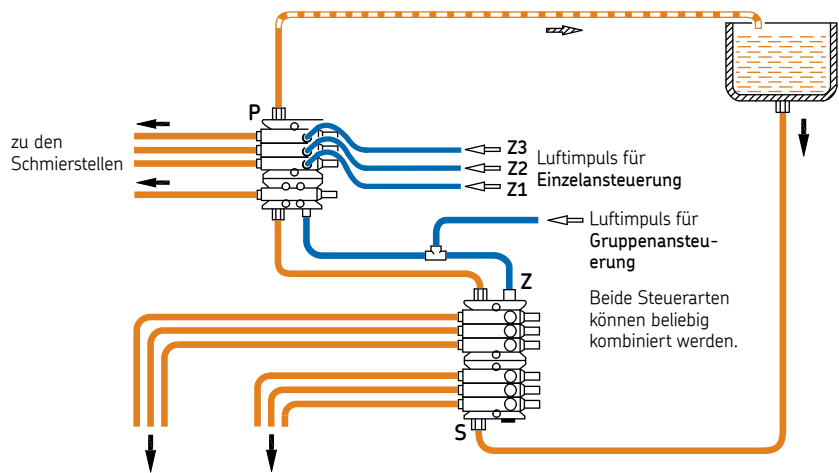 P
zu den
Schmierstellen
Z3
Z2
Z1
Luftimpuls für
Einzelansteuerung
Luftimpuls für
Gruppenansteu-
erung
Z
Beide Steuerarten
können beliebig
kombiniert werden.
S